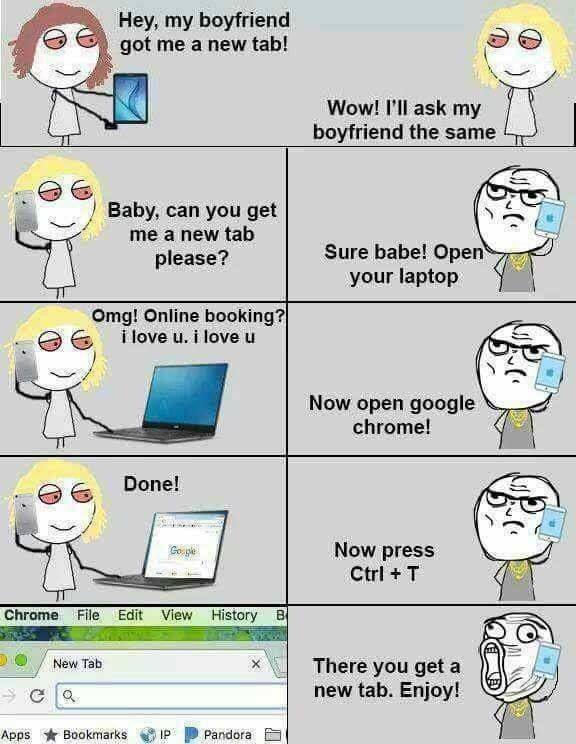 Hey, my boyfriend
got me a new tab!
Wow! I'll ask my
boyfriend the same
Baby, can you get
me a new tab
please?
Sure babe! Open
your laptop
Omg! Online booking?
i love u. i love u
Now open google
chrome!
Done!
Google
Now press
Ctrl + T
Chrome File Edit View History
New Tab
Apps Bookmarks IP Pandora
There you get a
new tab. Enjoy!